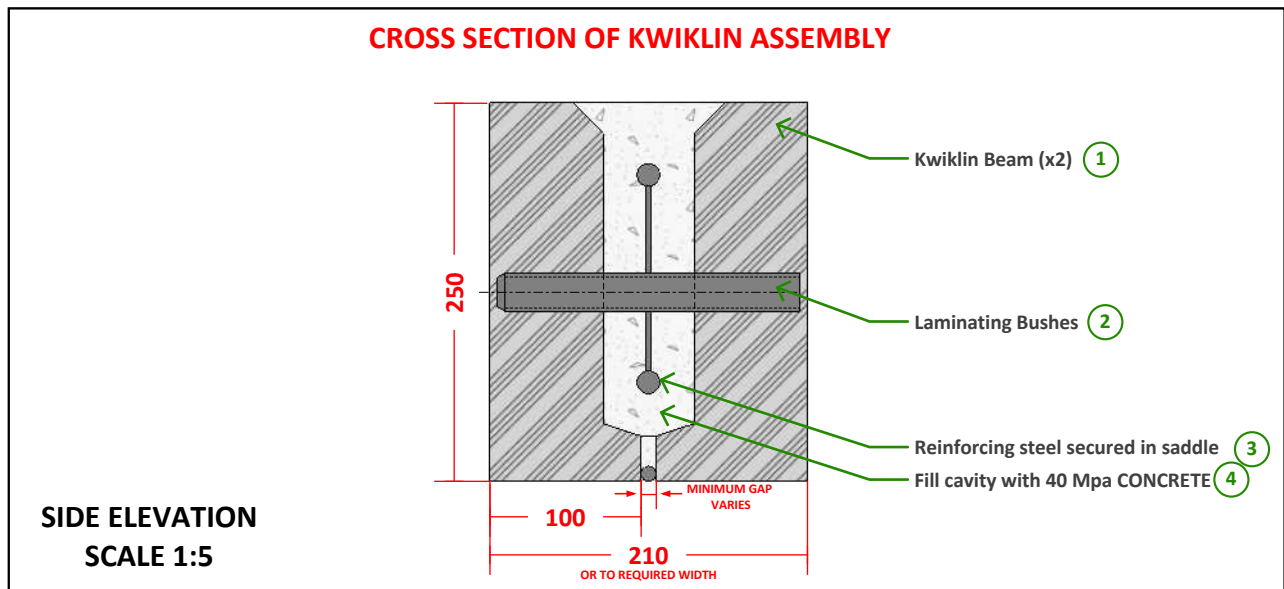 CROSS SECTION OF KWIKLIN ASSEMBLY
Kwiklin Beam (x2) 1
250
Laminating Bushes 2
Reinforcing steel secured in saddle 3
Fill cavity with 40 Mpa CONCRETE 4
MINIMUM GAP
VARIES
100
SIDE ELEVATION
SCALE 1:5
210
OR TO REQUIRED WIDTH